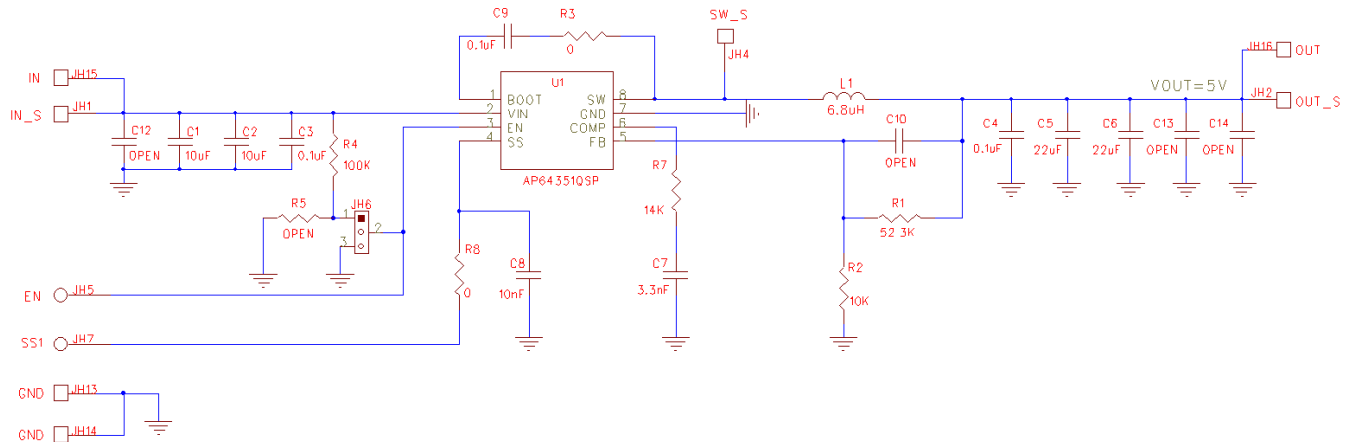 C9
0.1uF
R3
0
SW_S
JH4
IN
JH15
IN_S
JH1
U1
1 BOOT SW 8
2 VIN GND 7
3 EN COMP 6
4 SS FB 5
AP64351QSP
L1
6.8uH
VOUT=5V
JH16 OUT
JH2 OUT_S
C12
OPEN
C1
10uF
C2
10uF
C3
0.1uF
R4
100K
C10
OPEN
C4
0.1uF
C5
22uF
C6
22uF
C13
OPEN
C14
OPEN
R7
14K
R1
52.3K
R5
OPEN
JH6
1
2
3
R8
0
C8
10nF
C7
3.3nF
R2
10K
EN
JH5
SS1
JH7
GND
JH13
GND
JH14